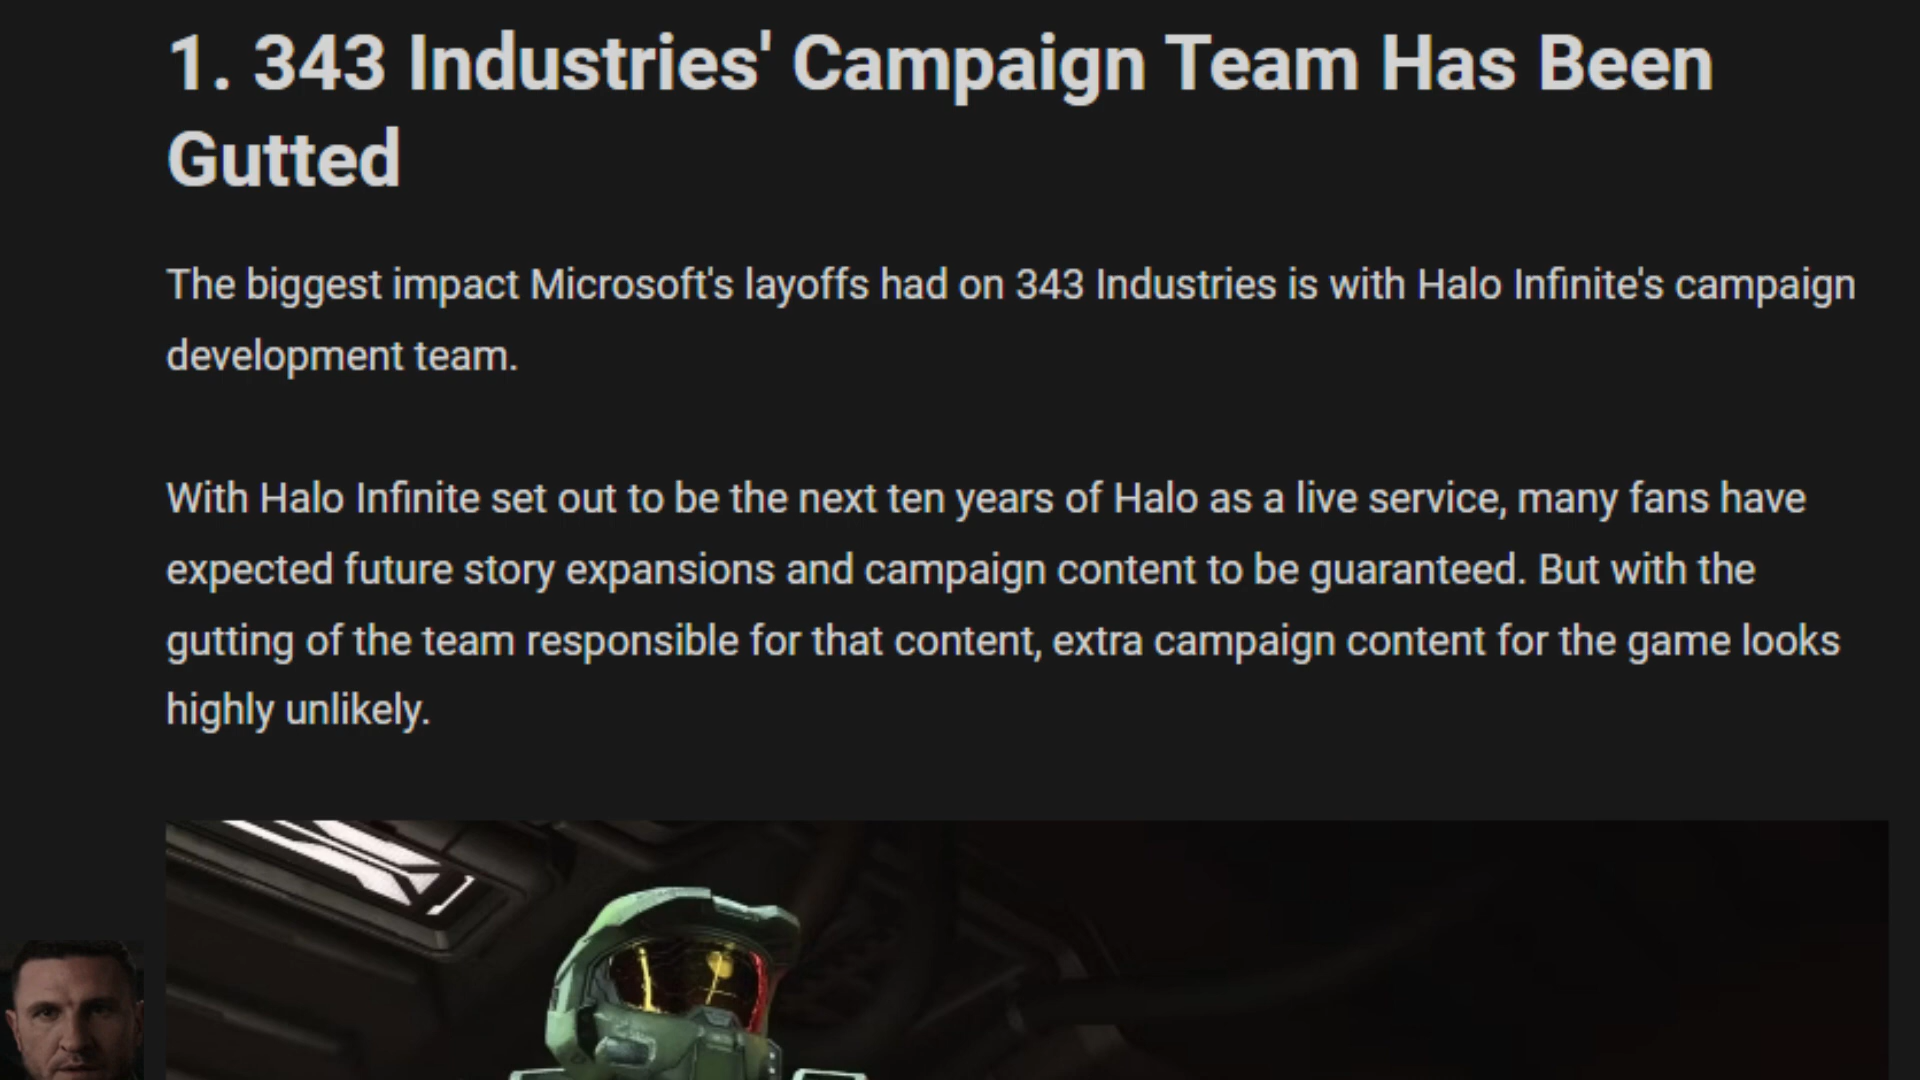 1. 343 Industries' Campaign Team Has Been
Gutted
The biggest impact Microsoft's layoffs had on 343 Industries is with Halo Infinite's campaign
development team.
With Halo Infinite set out to be the next ten years of Halo as a live service, many fans have
expected future story expansions and campaign content to be guaranteed. But with the
gutting of the team responsible for that content, extra campaign content for the game looks
highly unlikely.